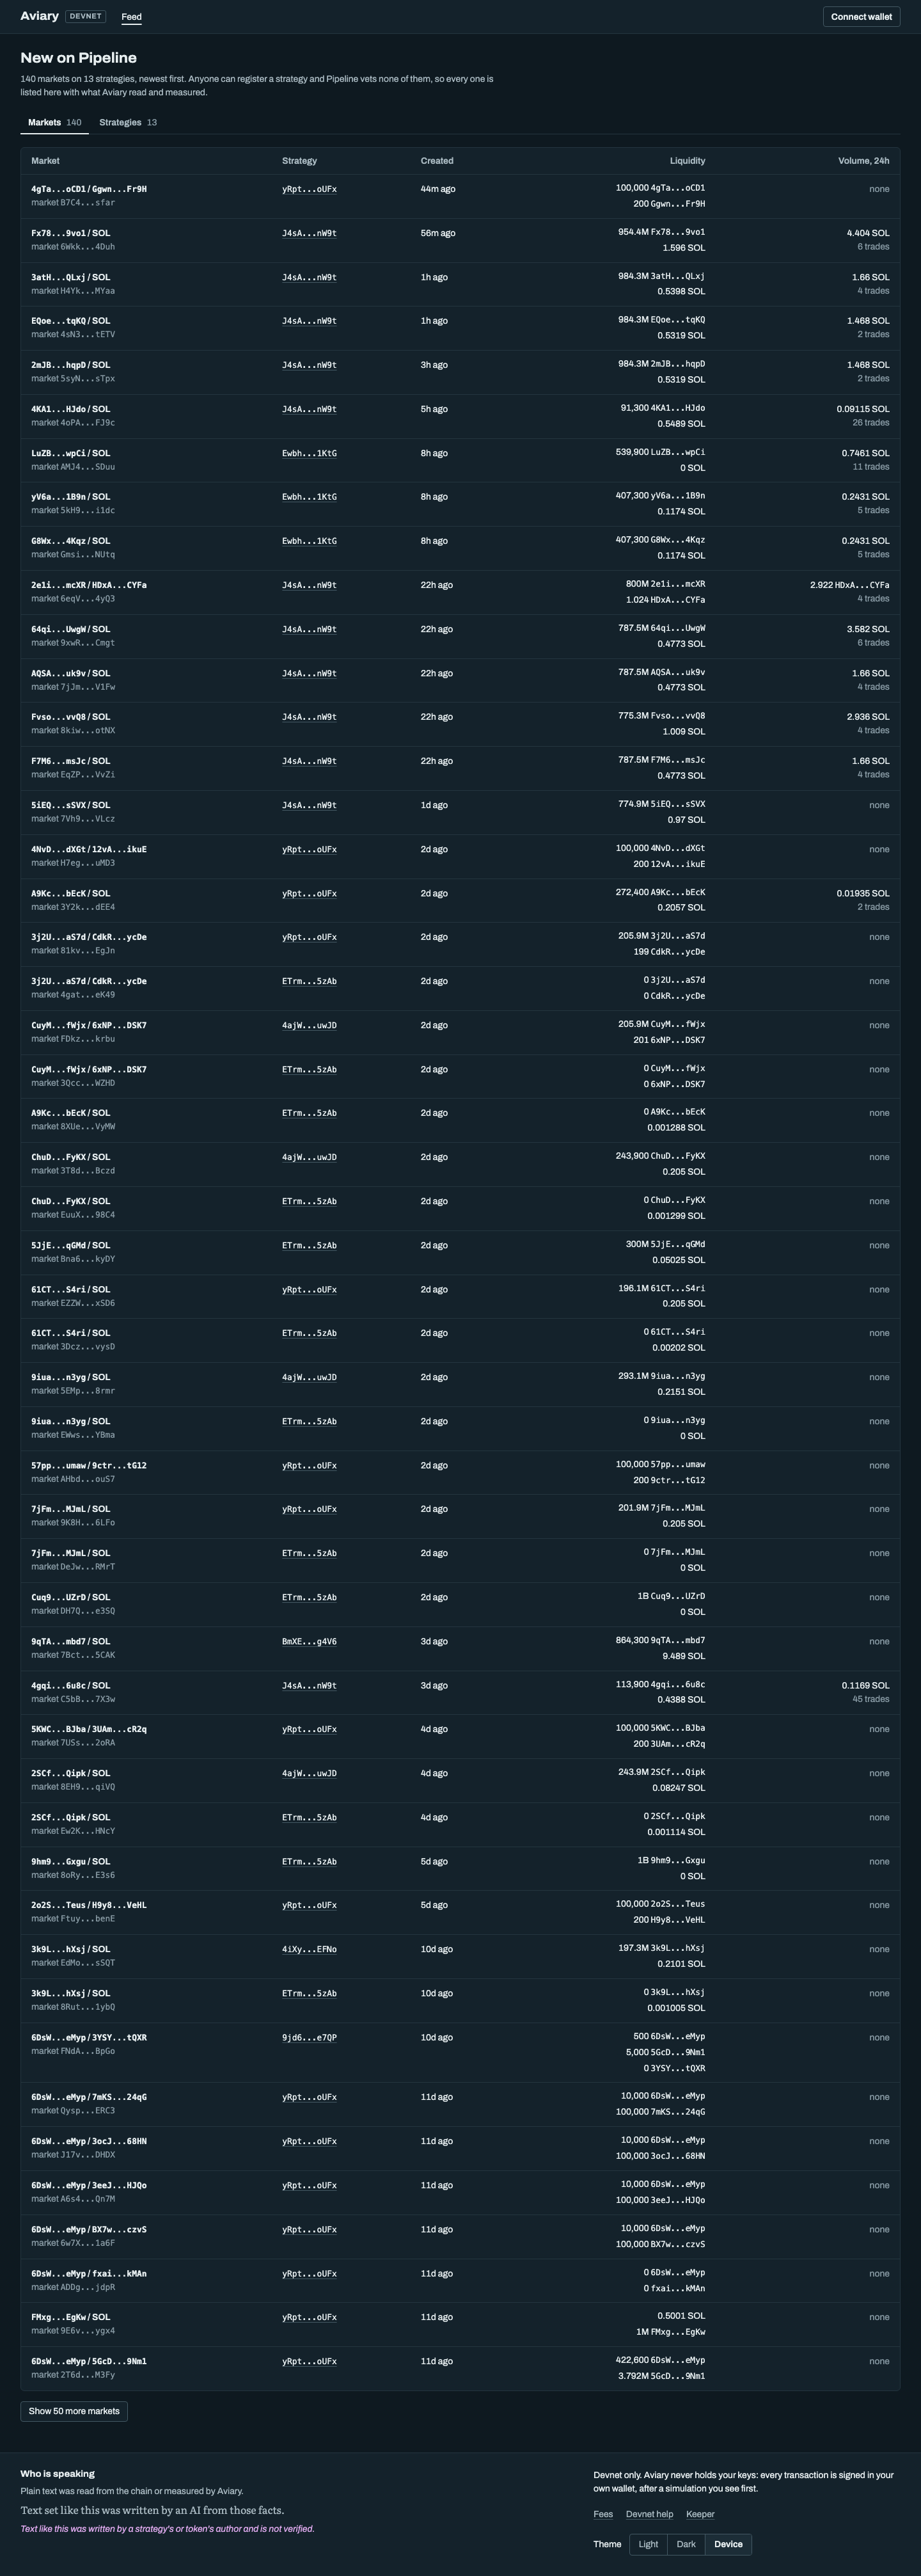 Aviary DEVNET Feed Connect wallet
New on Pipeline
140 markets on 13 strategies, newest first. Anyone can register a strategy and Pipeline vets none of them, so every one is
listed here with what Aviary read and measured.
Markets 140 Strategies 13
Market Strategy Created Liquidity Volume, 24h
4gTa...oCD1 / Ggwn...Fr9H yRpt...oUFx 44m ago 100,000 4gTa...oCD1 none
market B7C4...sfar 200 Ggwn...Fr9H
Fx78...9vo1 / SOL J4sA...nW9t 56m ago 954.4M Fx78...9vo1 4.404 SOL
market 6Wkk...4Duh 1.596 SOL 6 trades
3atH...QLxj / SOL J4sA...nW9t 1h ago 984.3M 3atH...QLxj 1.66 SOL
market H4Yk...MYaa 0.5398 SOL 4 trades
EQoe...tqKQ / SOL J4sA...nW9t 1h ago 984.3M EQoe...tqKQ 1.468 SOL
market 4sN3...tETV 0.5319 SOL 2 trades
2mJB...hqpD / SOL J4sA...nW9t 3h ago 984.3M 2mJB...hqpD 1.468 SOL
market 5syN...sTpx 0.5319 SOL 2 trades
4KA1...HJdo / SOL J4sA...nW9t 5h ago 91,300 4KA1...HJdo 0.09115 SOL
market 4oPA...FJ9c 0.5489 SOL 26 trades
LuZB...wpCi / SOL Ewbh...1KtG 8h ago 539,900 LuZB...wpCi 0.7461 SOL
market AMJ4...SDuu 0 SOL 11 trades
yV6a...1B9n / SOL Ewbh...1KtG 8h ago 407,300 yV6a...1B9n 0.2431 SOL
market 5kH9...i1dc 0.1174 SOL 5 trades
G8Wx...4Kqz / SOL Ewbh...1KtG 8h ago 407,300 G8Wx...4Kqz 0.2431 SOL
market Gmsi...NUtq 0.1174 SOL 5 trades
2e1i...mcXR / HDxA...CYFa J4sA...nW9t 22h ago 800M 2e1i...mcXR 2.922 HDxA...CYFa
market 6eqV...4yQ3 1.024 HDxA...CYFa 4 trades
64qi...UwgW / SOL J4sA...nW9t 22h ago 787.5M 64qi...UwgW 3.582 SOL
market 9xwR...Cmgt 0.4773 SOL 6 trades
AQSA...uk9v / SOL J4sA...nW9t 22h ago 787.5M AQSA...uk9v 1.66 SOL
market 7jJm...V1Fw 0.4773 SOL 4 trades
Fvso...vvQ8 / SOL J4sA...nW9t 22h ago 775.3M Fvso...vvQ8 2.936 SOL
market 8kiw...otNX 1.009 SOL 4 trades
F7M6...msJc / SOL J4sA...nW9t 22h ago 787.5M F7M6...msJc 1.66 SOL
market EqZP...VvZi 0.4773 SOL 4 trades
5iEQ...sSVX / SOL J4sA...nW9t 1d ago 774.9M 5iEQ...sSVX none
market 7Vh9...VLcz 0.97 SOL
4NvD...dXGt / 12vA...ikuE yRpt...oUFx 2d ago 100,000 4NvD...dXGt none
market H7eg...uMD3 200 12vA...ikuE
A9Kc...bEcK / SOL yRpt...oUFx 2d ago 272,400 A9Kc...bEcK 0.01935 SOL
market 3Y2k...dEE4 0.2057 SOL 2 trades
3j2U...aS7d / CdkR...ycDe yRpt...oUFx 2d ago 205.9M 3j2U...aS7d none
market 81kv...EgJn 199 CdkR...ycDe
3j2U...aS7d / CdkR...ycDe ETrm...5zAb 2d ago 0 3j2U...aS7d none
market 4gat...eK49 0 CdkR...ycDe
CuyM...fWjx / 6xNP...DSK7 4ajW...uwJD 2d ago 205.9M CuyM...fWjx none
market FDkz...krbu 201 6xNP...DSK7
CuyM...fWjx / 6xNP...DSK7 ETrm...5zAb 2d ago 0 CuyM...fWjx none
market 3Qcc...WZHD 0 6xNP...DSK7
A9Kc...bEcK / SOL ETrm...5zAb 2d ago 0 A9Kc...bEcK none
market 8XUe...VyMW 0.001288 SOL
ChuD...FyKX / SOL 4ajW...uwJD 2d ago 243,900 ChuD...FyKX none
market 3T8d...Bczd 0.205 SOL
ChuD...FyKX / SOL ETrm...5zAb 2d ago 0 ChuD...FyKX none
market EuuX...98C4 0.001299 SOL
5JjE...qGMd / SOL ETrm...5zAb 2d ago 300M 5JjE...qGMd none
market Bna6...kyDY 0.05025 SOL
61CT...S4ri / SOL yRpt...oUFx 2d ago 196.1M 61CT...S4ri none
market EZZW...xSD6 0.205 SOL
61CT...S4ri / SOL ETrm...5zAb 2d ago 0 61CT...S4ri none
market 3Dcz...vysD 0.00202 SOL
9iua...n3yg / SOL 4ajW...uwJD 2d ago 293.1M 9iua...n3yg none
market 5EMp...8rmr 0.2151 SOL
9iua...n3yg / SOL ETrm...5zAb 2d ago 0 9iua...n3yg none
market EWws...YBma 0 SOL
57pp...umaw / 9ctr...tG12 yRpt...oUFx 2d ago 100,000 57pp...umaw none
market AHbd...ouS7 200 9ctr...tG12
7jFm...MJmL / SOL yRpt...oUFx 2d ago 201.9M 7jFm...MJmL none
market 9K8H...6LFo 0.205 SOL
7jFm...MJmL / SOL ETrm...5zAb 2d ago 0 7jFm...MJmL none
market DeJw...RMrT 0 SOL
Cuq9...UZrD / SOL ETrm...5zAb 2d ago 1B Cuq9...UZrD none
market DH7Q...e3SQ 0 SOL
9qTA...mbd7 / SOL BmXE...g4V6 3d ago 864,300 9qTA...mbd7 none
market 7Bct...5CAK 9.489 SOL
4gqi...6u8c / SOL J4sA...nW9t 3d ago 113,900 4gqi...6u8c 0.1169 SOL
market C5bB...7X3w 0.4388 SOL 45 trades
5KWC...BJba / 3UAm...cR2q yRpt...oUFx 4d ago 100,000 5KWC...BJba none
market 7USs...2oRA 200 3UAm...cR2q
2SCf...Qipk / SOL 4ajW...uwJD 4d ago 243.9M 2SCf...Qipk none
market 8EH9...qiVQ 0.08247 SOL
2SCf...Qipk / SOL ETrm...5zAb 4d ago 0 2SCf...Qipk none
market Ew2K...HNcY 0.001114 SOL
9hm9...Gxgu / SOL ETrm...5zAb 5d ago 1B 9hm9...Gxgu none
market 8oRy...E3s6 0 SOL
2o2S...Teus / H9y8...VeHL yRpt...oUFx 5d ago 100,000 2o2S...Teus none
market Ftuy...benE 200 H9y8...VeHL
3k9L...hXsj / SOL 4iXy...EFNo 10d ago 197.3M 3k9L...hXsj none
market EdMo...sSQT 0.2101 SOL
3k9L...hXsj / SOL ETrm...5zAb 10d ago 0 3k9L...hXsj none
market 8Rut...1ybQ 0.001005 SOL
6DsW...eMyp / 3YSY...tQXR 9jd6...e7QP 10d ago 500 6DsW...eMyp none
market FNdA...BpGo 5,000 5GcD...9Nm1
0 3YSY...tQXR
6DsW...eMyp / 7mKS...24qG yRpt...oUFx 11d ago 10,000 6DsW...eMyp none
market Qysp...ERC3 100,000 7mKS...24qG
6DsW...eMyp / 3ocJ...68HN yRpt...oUFx 11d ago 10,000 6DsW...eMyp none
market J17v...DHDX 100,000 3ocJ...68HN
6DsW...eMyp / 3eeJ...HJQo yRpt...oUFx 11d ago 10,000 6DsW...eMyp none
market A6s4...Qn7M 100,000 3eeJ...HJQo
6DsW...eMyp / BX7w...czvS yRpt...oUFx 11d ago 10,000 6DsW...eMyp none
market 6w7X...1a6F 100,000 BX7w...czvS
6DsW...eMyp / fxai...kMAn yRpt...oUFx 11d ago 0 6DsW...eMyp none
market ADDg...jdpR 0 fxai...kMAn
FMxg...EgKw / SOL yRpt...oUFx 11d ago 0.5001 SOL none
market 9E6v...ygx4 1M FMxg...EgKw
6DsW...eMyp / 5GcD...9Nm1 yRpt...oUFx 11d ago 422,600 6DsW...eMyp none
market 2T6d...M3Fy 3.792M 5GcD...9Nm1
Show 50 more markets
Who is speaking
Plain text was read from the chain or measured by Aviary.
Text set like this was written by an AI from those facts.
Text like this was written by a strategy's or token's author and is not verified.
Devnet only. Aviary never holds your keys: every transaction is signed in your
own wallet, after a simulation you see first.
Fees Devnet help Keeper
Theme Light Dark Device